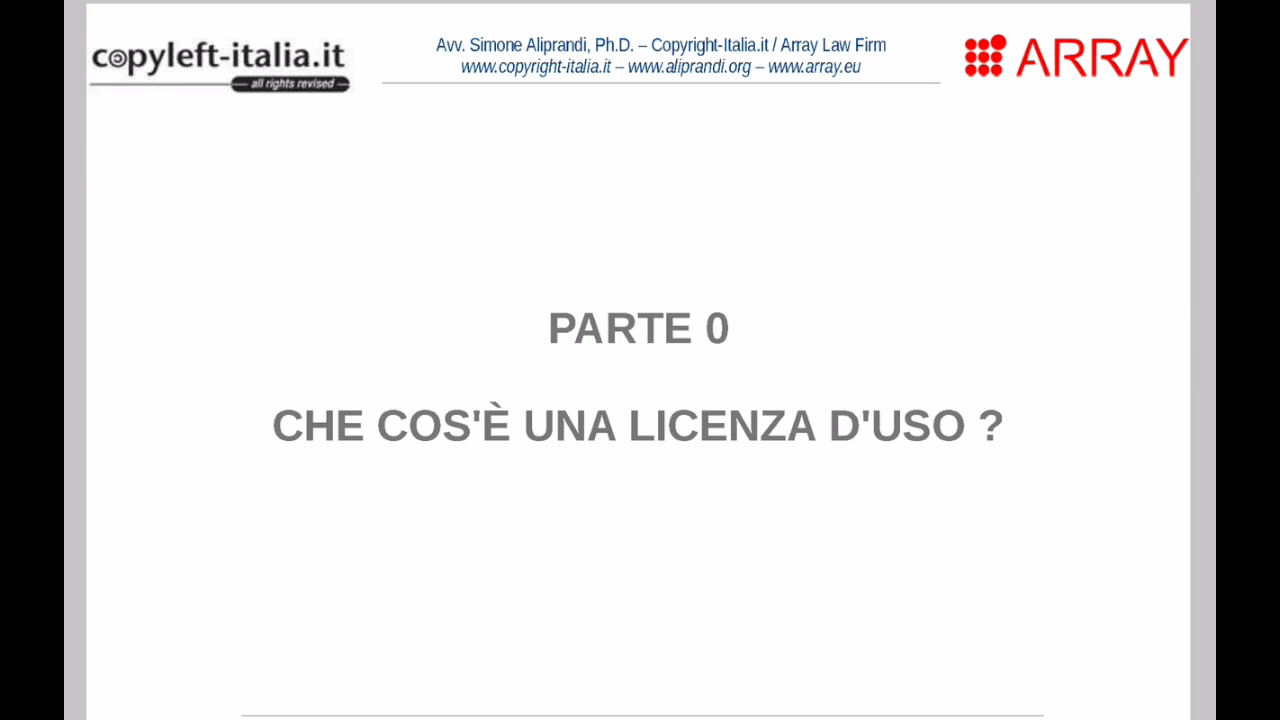 copyleft-italia.it
all rights revised
Avv. Simone Aliprandi, Ph.D. – Copyright-Italia.it / Array Law Firm
www.copyright-italia.it – www.aliprandi.org – www.array.eu
ARRAY
PARTE 0
CHE COS'È UNA LICENZA D'USO ?